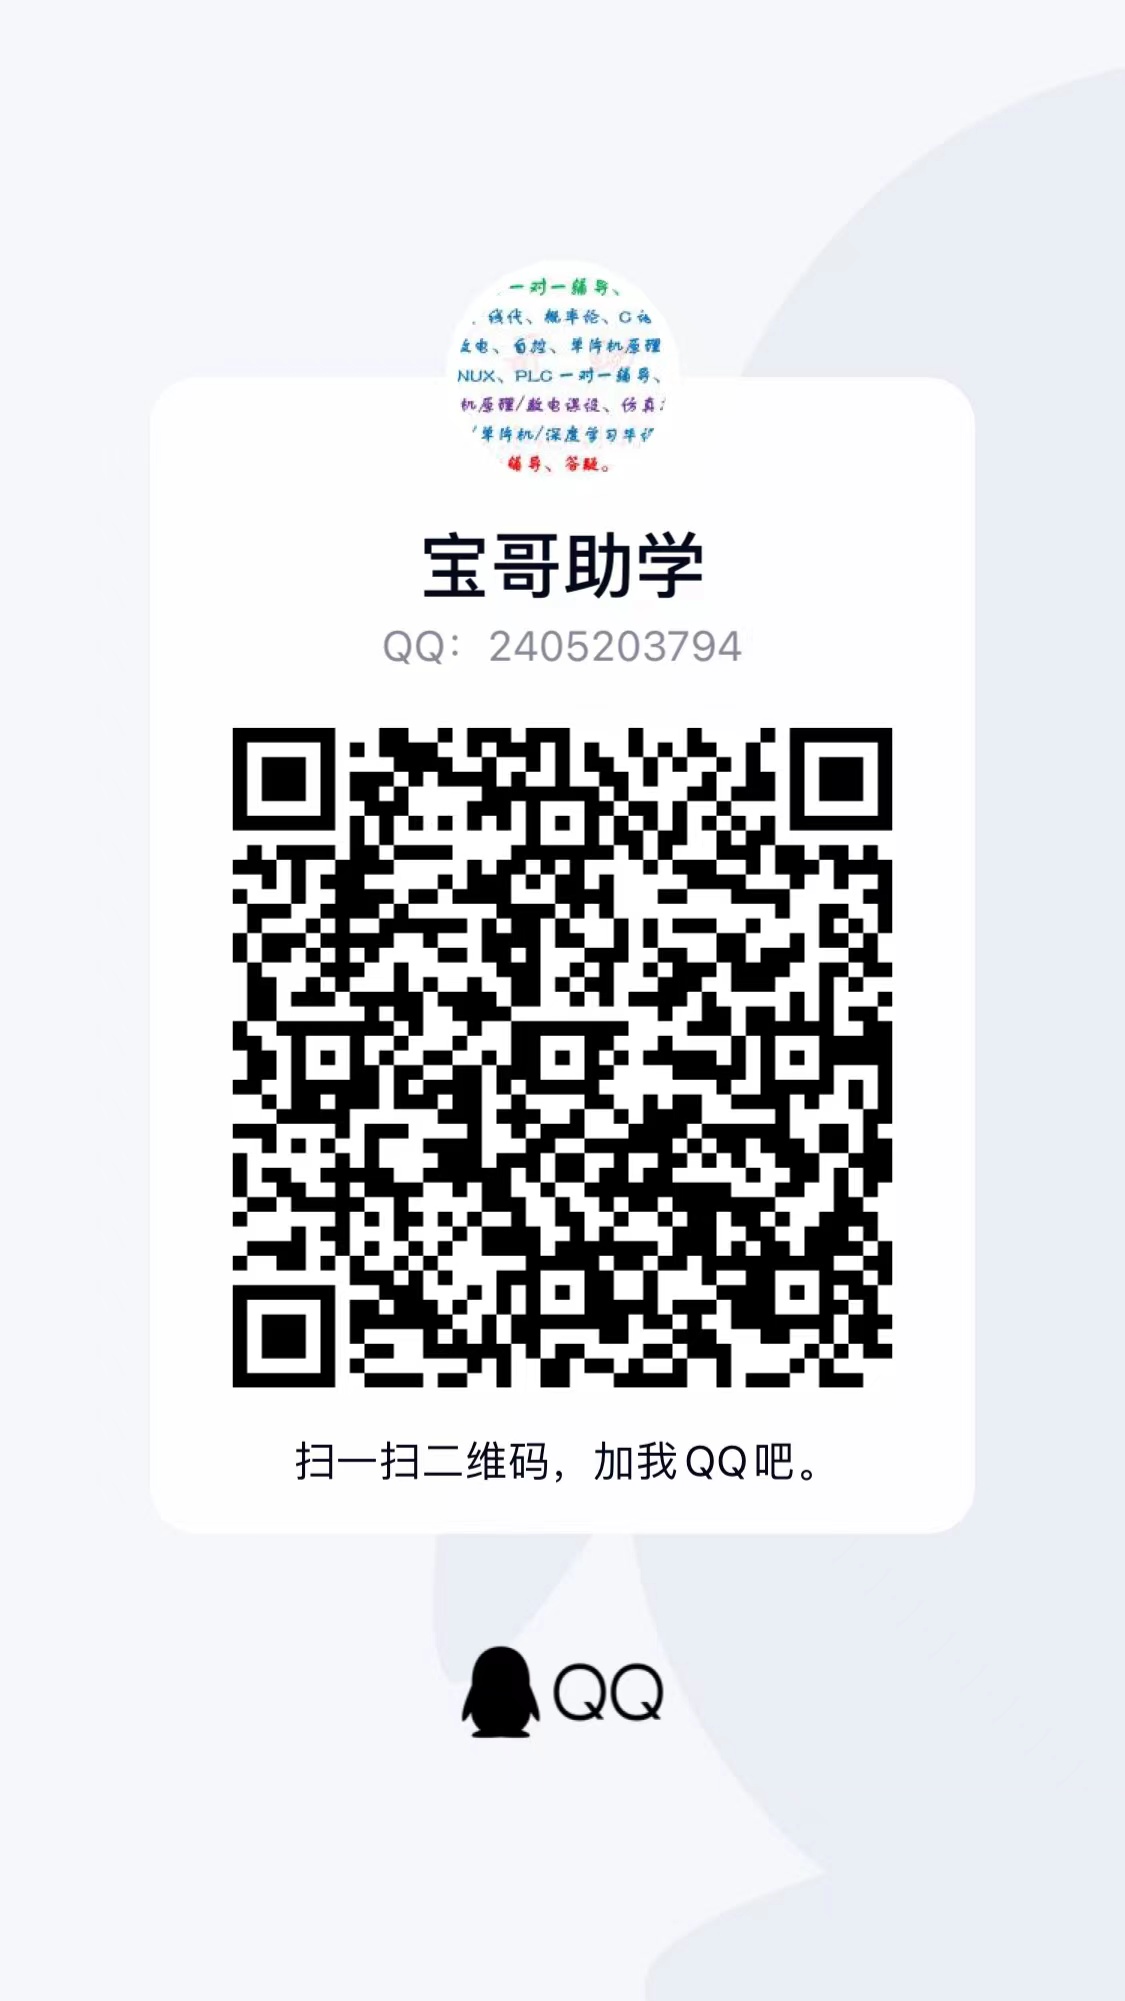 一对一辅导、
线代、概率论、C语
数电、自控、单片机原理
NUX、PLC一对一辅导、
机原理/数电课设、仿真
/单片机/深度学习毕设
辅导、答疑。
宝哥助学
QQ：2405203794
扫一扫二维码，加我QQ吧。
QQ